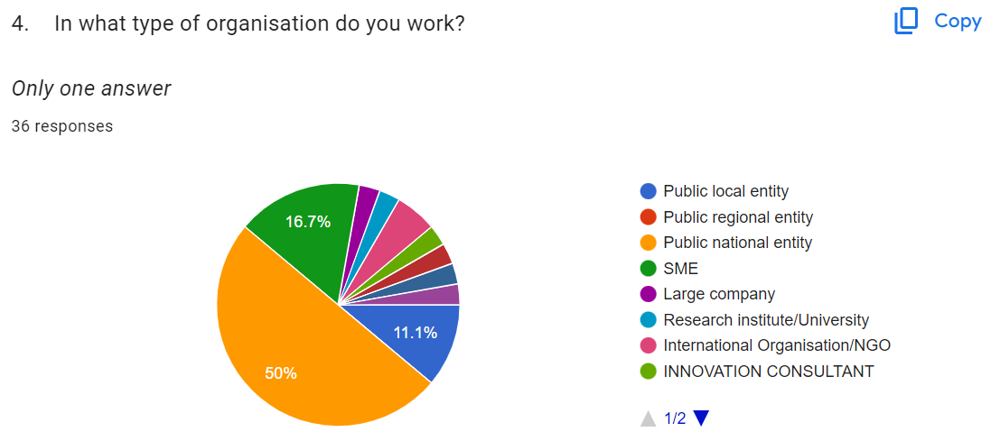 4. In what type of organisation do you work?
Copy
Only one answer
36 responses
16.7%
11.1%
50%
Public local entity
Public regional entity
Public national entity
SME
Large company
Research institute/University
International Organisation/NGO
INNOVATION CONSULTANT
1/2